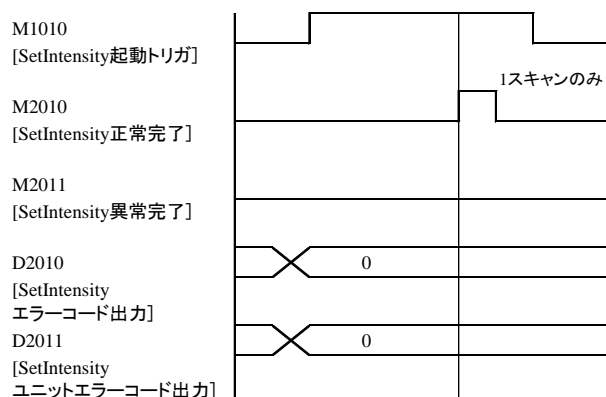 M1010
[SetIntensity起動トリガ]
1スキャンのみ
M2010
[SetIntensity正常完了]
M2011
[SetIntensity異常完了]
D2010
0
[SetIntensity
エラーコード出力]
D2011
0
[SetIntensity
ユニットエラーコード出力]